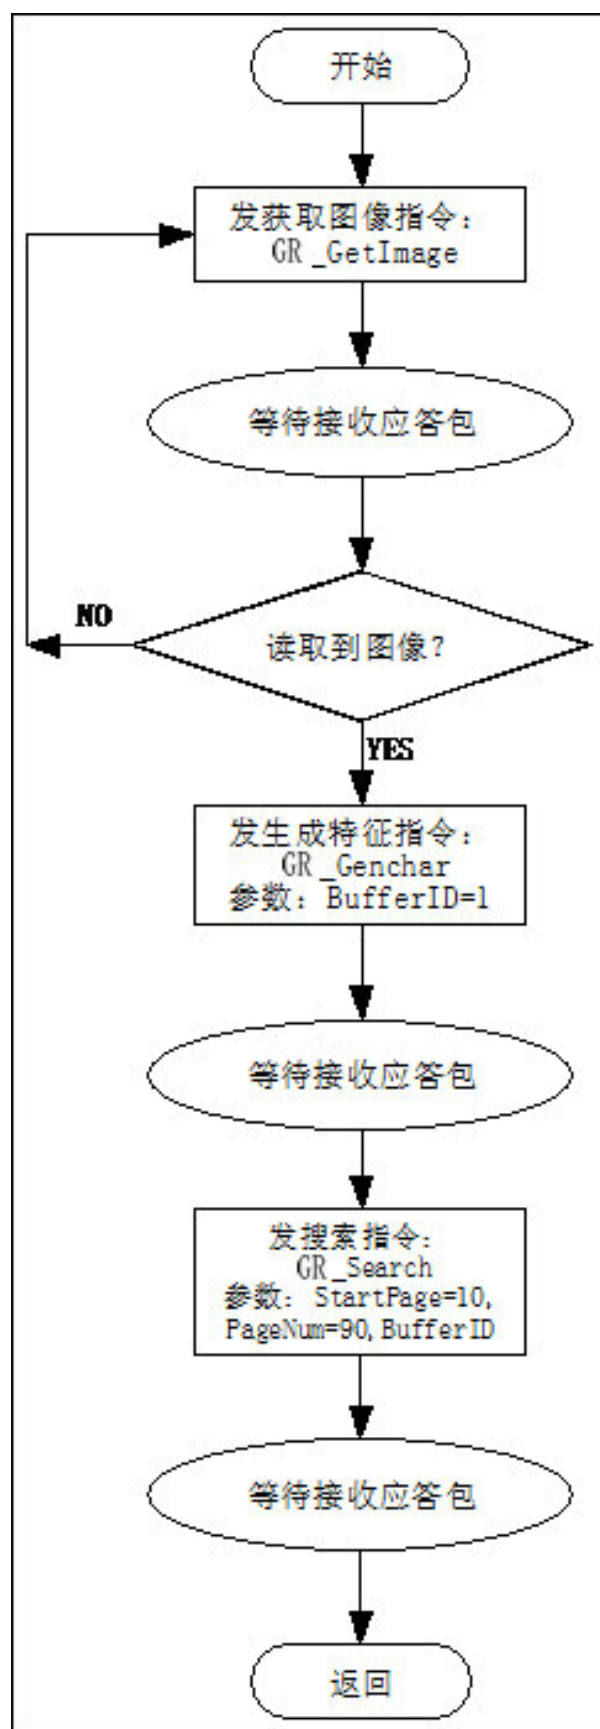 开始
发获取图像指令：
GR _GetImage
等待接收应答包
读取到图像？
NO
YES
发生成特征指令：
GR _Genchar
参数：BufferID=1
等待接收应答包
发搜索指令：
GR _Search
参数：StartPage=10,
PageNum=90,BufferID
等待接收应答包
返回